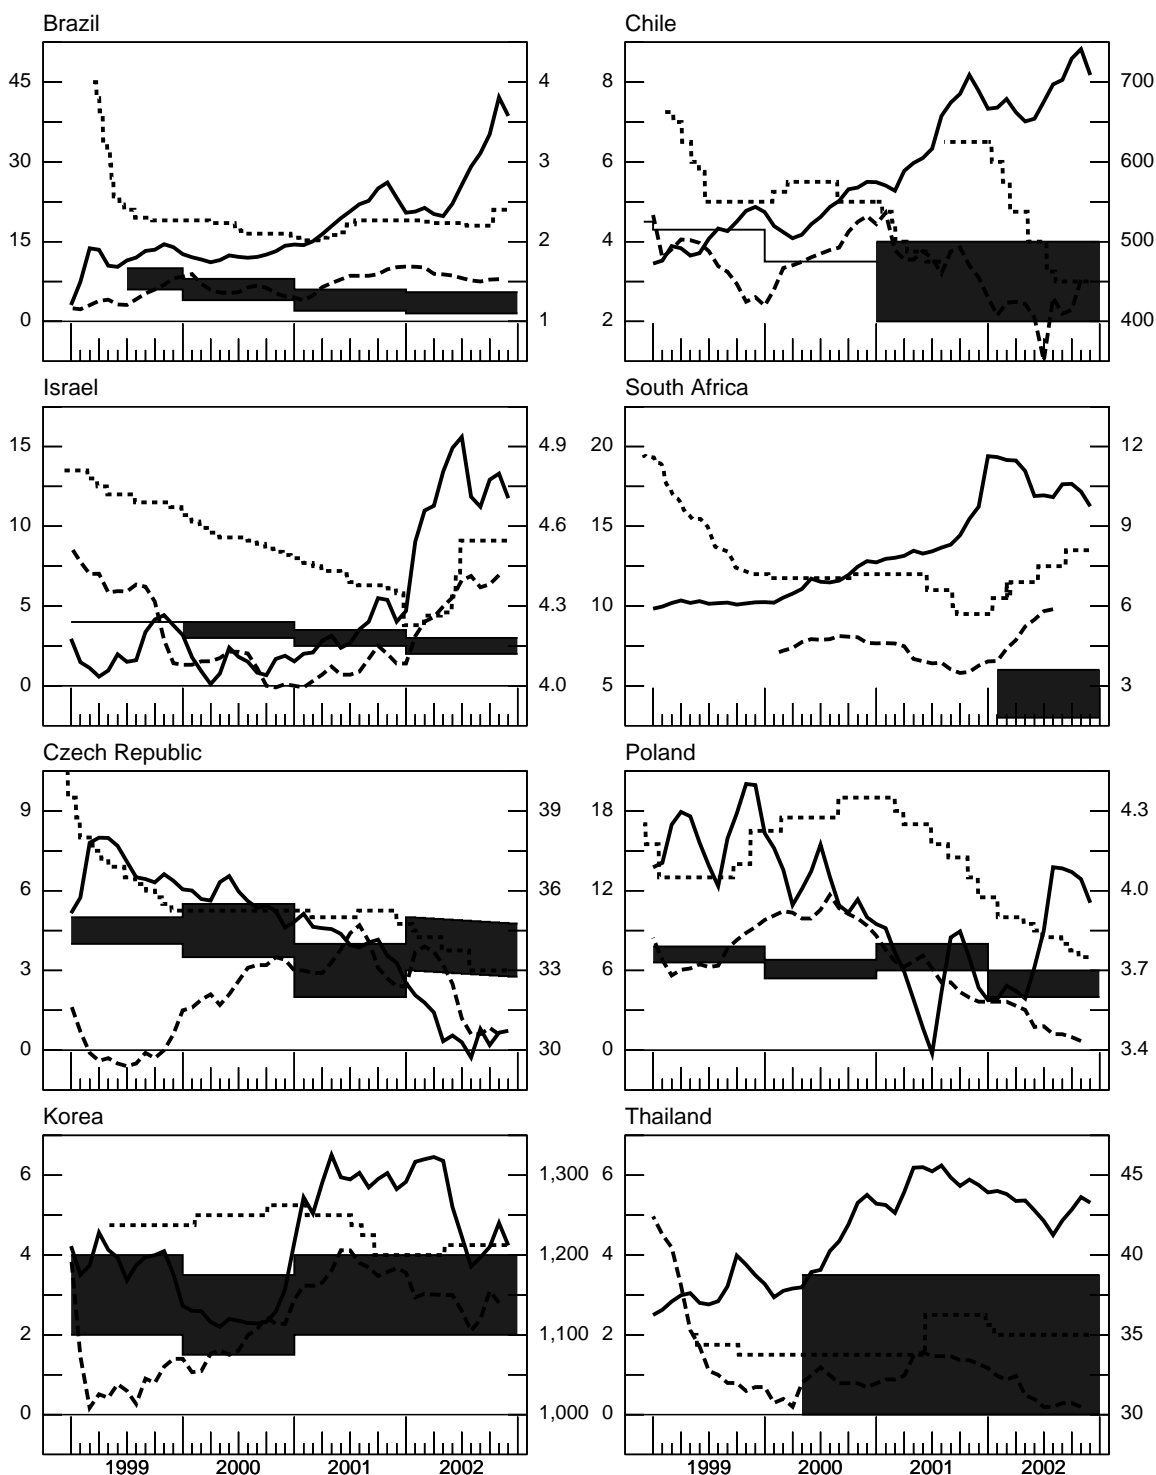 Brazil Chile
45 4 8 700
30 3 6 600
15 2 4 500
0 1 2 400
Israel South Africa
15 4.9 20 12
10 4.6 15 9
5 4.3 10 6
0 4.0 5 3
Czech Republic Poland
9 39 18 4.3
6 36 12 4.0
3 33 6 3.7
0 30 0 3.4
Korea Thailand
6 1,300 6 45
4 1,200 4 40
2 1,100 2 35
0 1,000 0 30
1999 2000 2001 2002 1999 2000 2001 2002